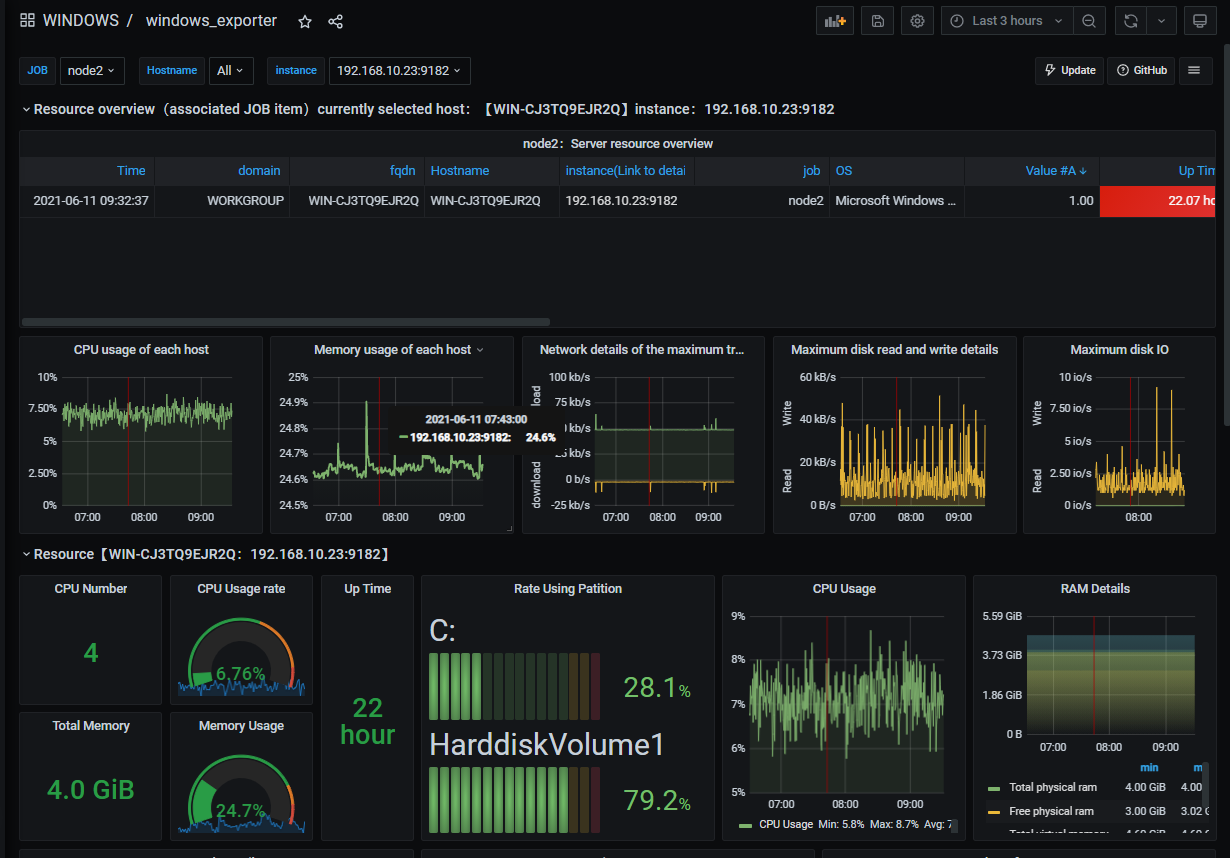 WINDOWS / windows_exporter
Last 3 hours
JOB node2 Hostname All instance 192.168.10.23:9182 Update GitHub
Resource overview（associated JOB item）currently selected host：【WIN-CJ3TQ9EJR2Q】instance：192.168.10.23:9182
node2：Server resource overview
Time domain fqdn Hostname instance(Link to detai job OS Value #A Up Tim
2021-06-11 09:32:37 WORKGROUP WIN-CJ3TQ9EJR2Q WIN-CJ3TQ9EJR2Q 192.168.10.23:9182 node2 Microsoft Windows ... 1.00 22.07 ho
CPU usage of each host
10%
7.50%
5%
2.50%
0%
07:00 08:00 09:00
Memory usage of each host
25%
24.9%
24.8%
24.7%
24.6%
24.5%
07:00 08:00 09:00
2021-06-11 07:43:00
192.168.10.23:9182: 24.6%
Network details of the maximum tr...
load
download
100 kb/s
75 kb/s
kb/s
kb/s
0 b/s
-25 kb/s
07:00 08:00 09:00
Maximum disk read and write details
Write
Read
60 kB/s
40 kB/s
20 kB/s
0 B/s
07:00 08:00 09:00
Maximum disk IO
Write
Read
10 io/s
7.50 io/s
5 io/s
2.50 io/s
0 io/s
08:00
Resource【WIN-CJ3TQ9EJR2Q：192.168.10.23:9182】
CPU Number
4
CPU Usage rate
6.76%
Total Memory
4.0 GiB
Memory Usage
24.7%
Up Time
22
hour
Rate Using Patition
C:
28.1%
HarddiskVolume1
79.2%
CPU Usage
9%
8%
7%
6%
5%
07:00 08:00 09:00
CPU Usage Min: 5.8% Max: 8.7% Avg: 7
RAM Details
5.59 GiB
3.73 GiB
1.86 GiB
0 B
07:00 08:00 09:00
min m
Total physical ram 4.00 GiB 4.00
Free physical ram 3.00 GiB 3.02 G